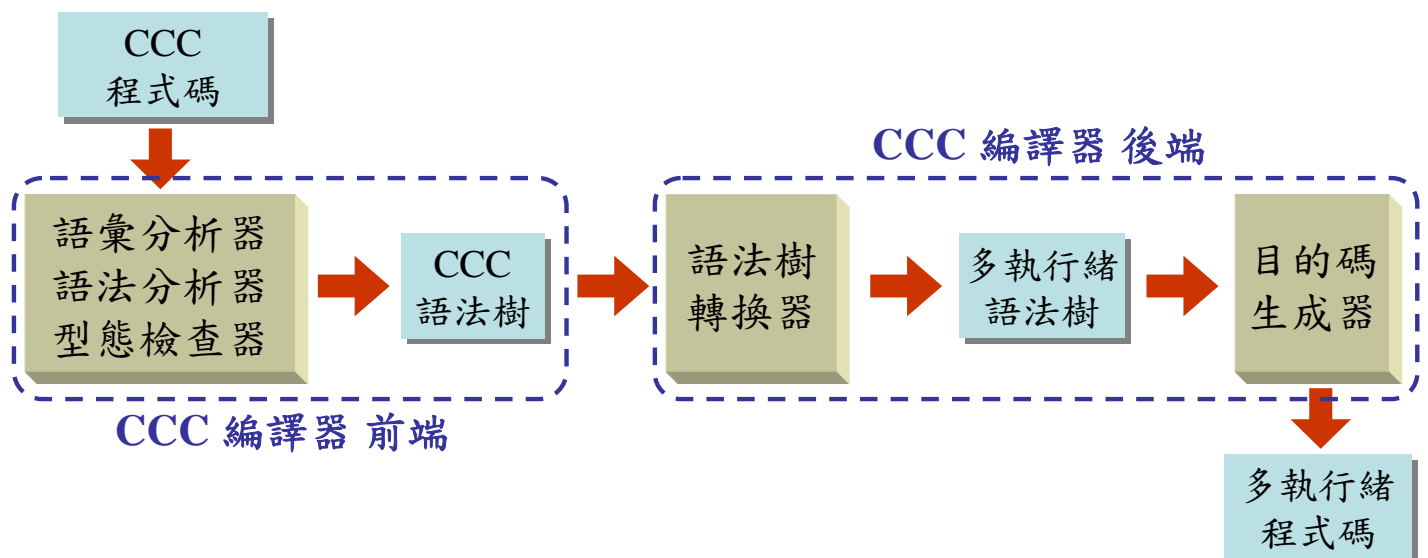 CCC
程式碼
CCC 編譯器 後端
語彙分析器
語法分析器
型態檢查器
CCC
語法樹
語法樹
轉換器
多執行緒
語法樹
目的碼
生成器
CCC 編譯器 前端
多執行緒
程式碼